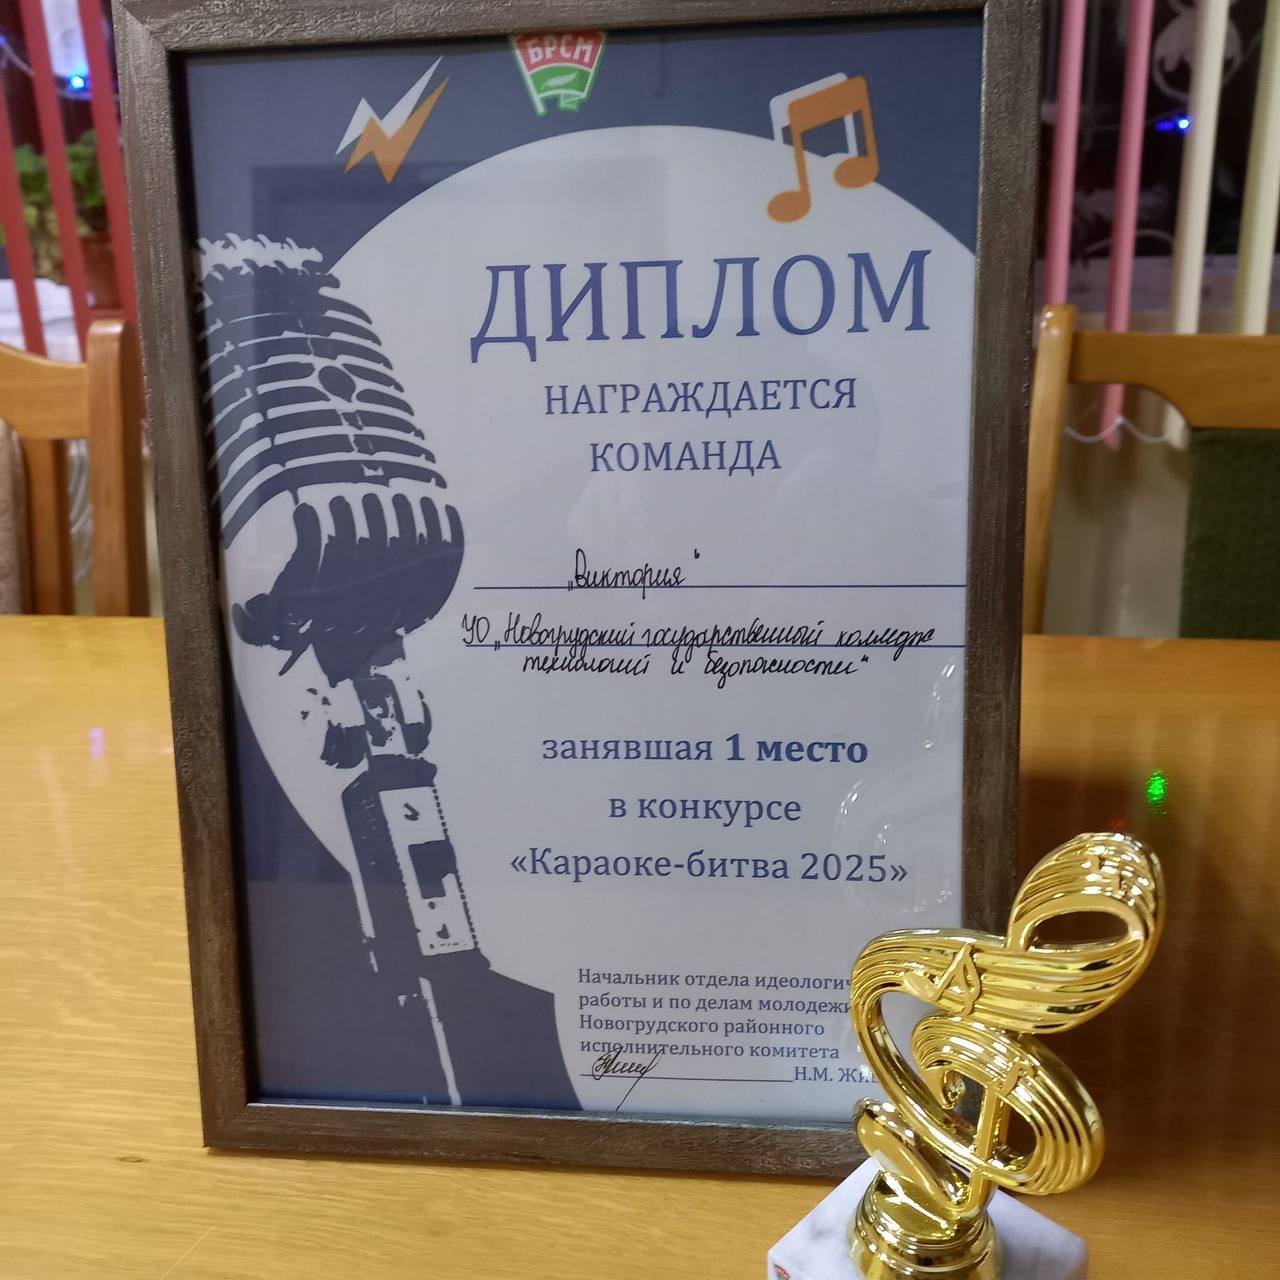 БРСМ
ДИПЛОМ
НАГРАЖДАЕТСЯ
КОМАНДА
„Виктория“
УО „Новогрудский государственный колледж
технологий и безопасности“
занявшая 1 место
в конкурсе
«Караоке-битва 2025»
Начальник отдела идеологич
работы и по делам молодежи
Новогрудского районного
исполнительного комитета
Н.М.